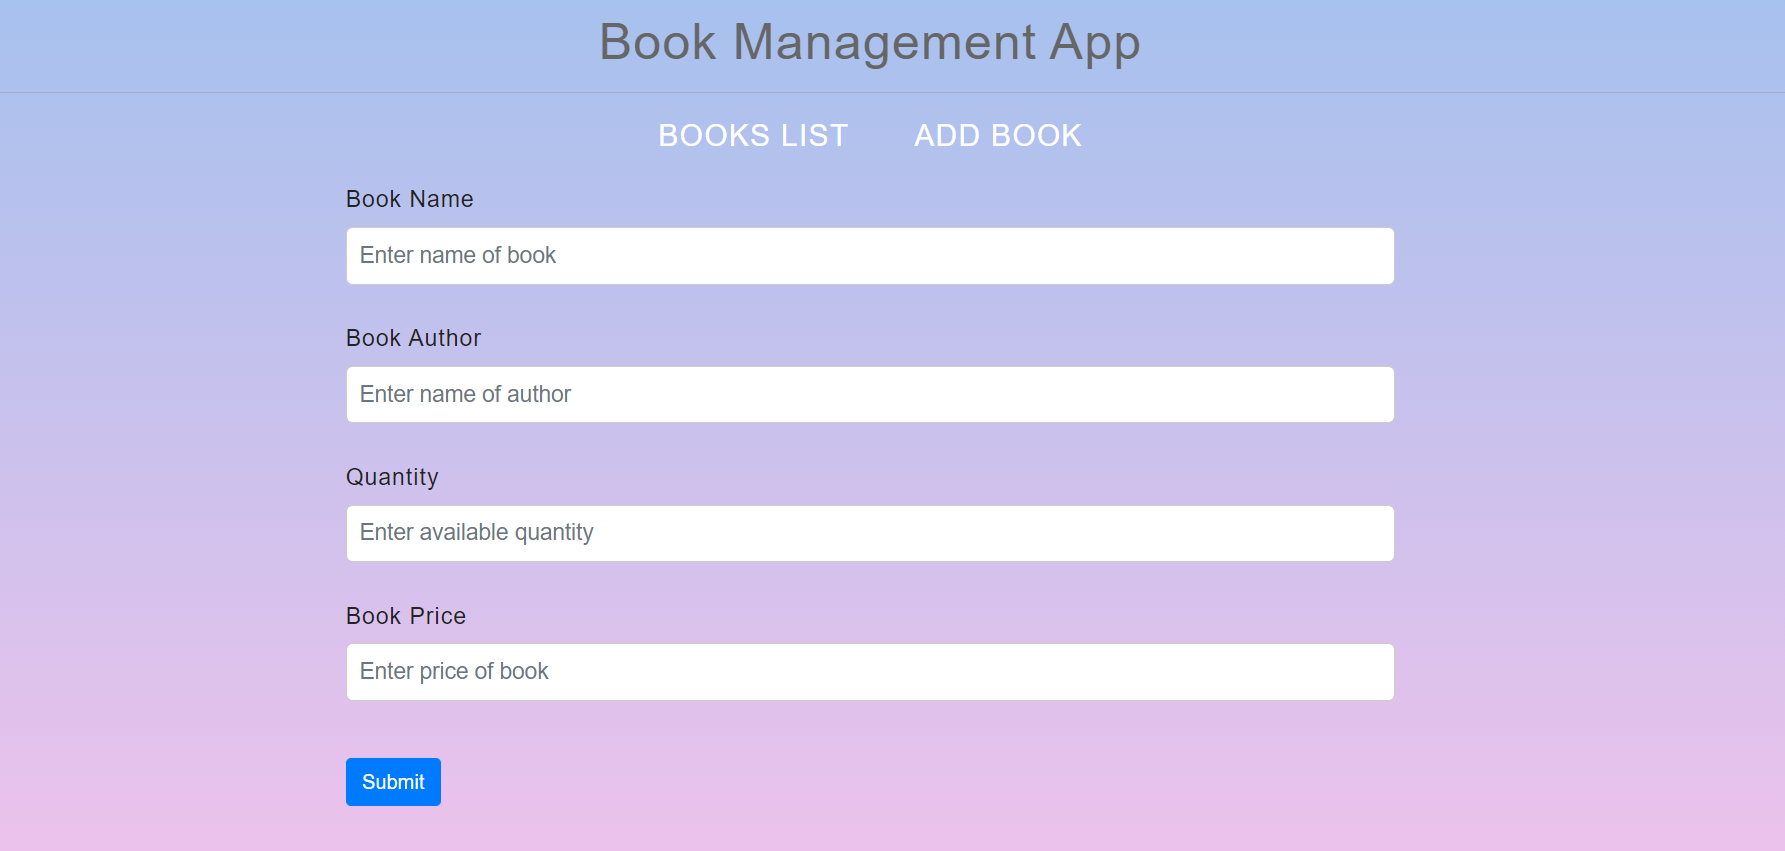 Book Management App
BOOKS LIST ADD BOOK
Book Name
Enter name of book
Book Author
Enter name of author
Quantity
Enter available quantity
Book Price
Enter price of book
Submit